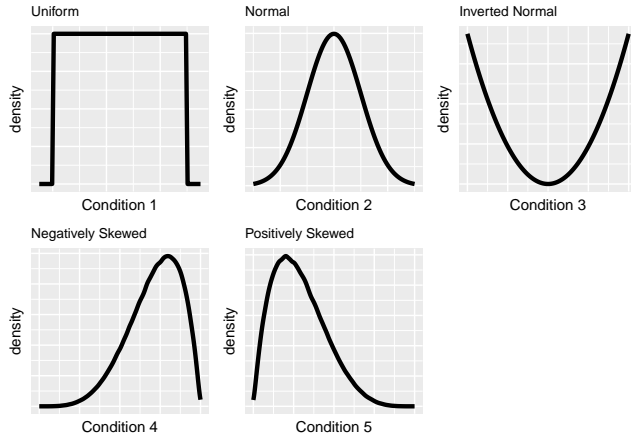 Uniform
Normal
Inverted Normal
density
density
density
Condition 1
Condition 2
Condition 3
Negatively Skewed
Positively Skewed
density
density
Condition 4
Condition 5